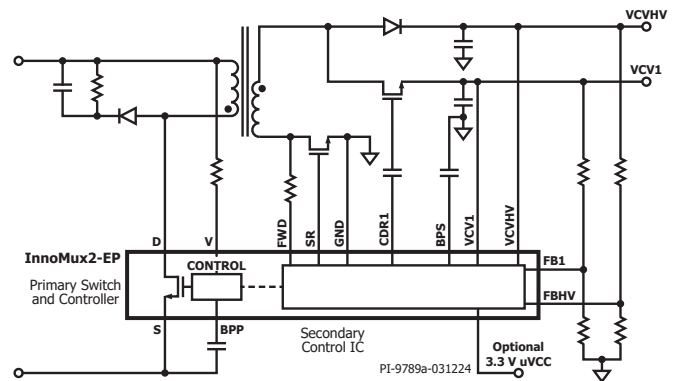 VCVHV
VCV1
FWD
SR
GND
CDR1
BPS
VCV1
VCVHV
D
V
InnoMux2-EP
CONTROL
FB1
Primary Switch
and Controller
FBHV
S
BPP
Secondary
Control IC
Optional
3.3 V uVCC
PI-9789a-031224